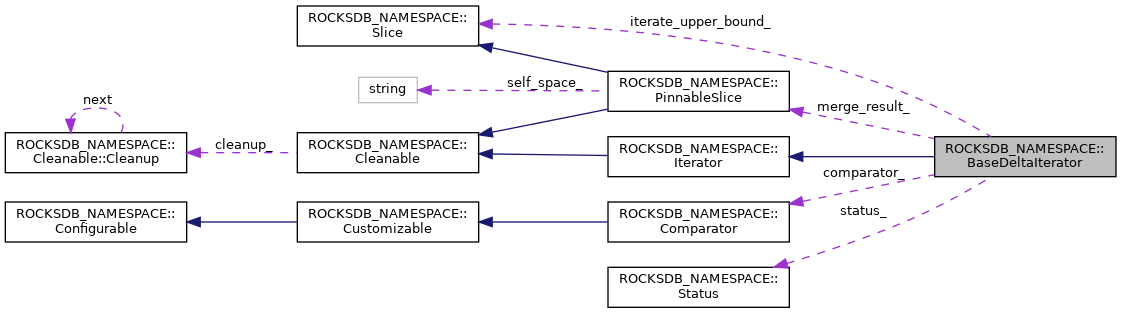 ROCKSDB_NAMESPACE::
Slice
iterate_upper_bound_
string
self_space_
ROCKSDB_NAMESPACE::
PinnableSlice
next
merge_result_
ROCKSDB_NAMESPACE::
Cleanable::Cleanup
cleanup_
ROCKSDB_NAMESPACE::
Cleanable
ROCKSDB_NAMESPACE::
Iterator
ROCKSDB_NAMESPACE::
BaseDeltaIterator
comparator_
ROCKSDB_NAMESPACE::
Configurable
ROCKSDB_NAMESPACE::
Customizable
ROCKSDB_NAMESPACE::
Comparator
status_
ROCKSDB_NAMESPACE::
Status